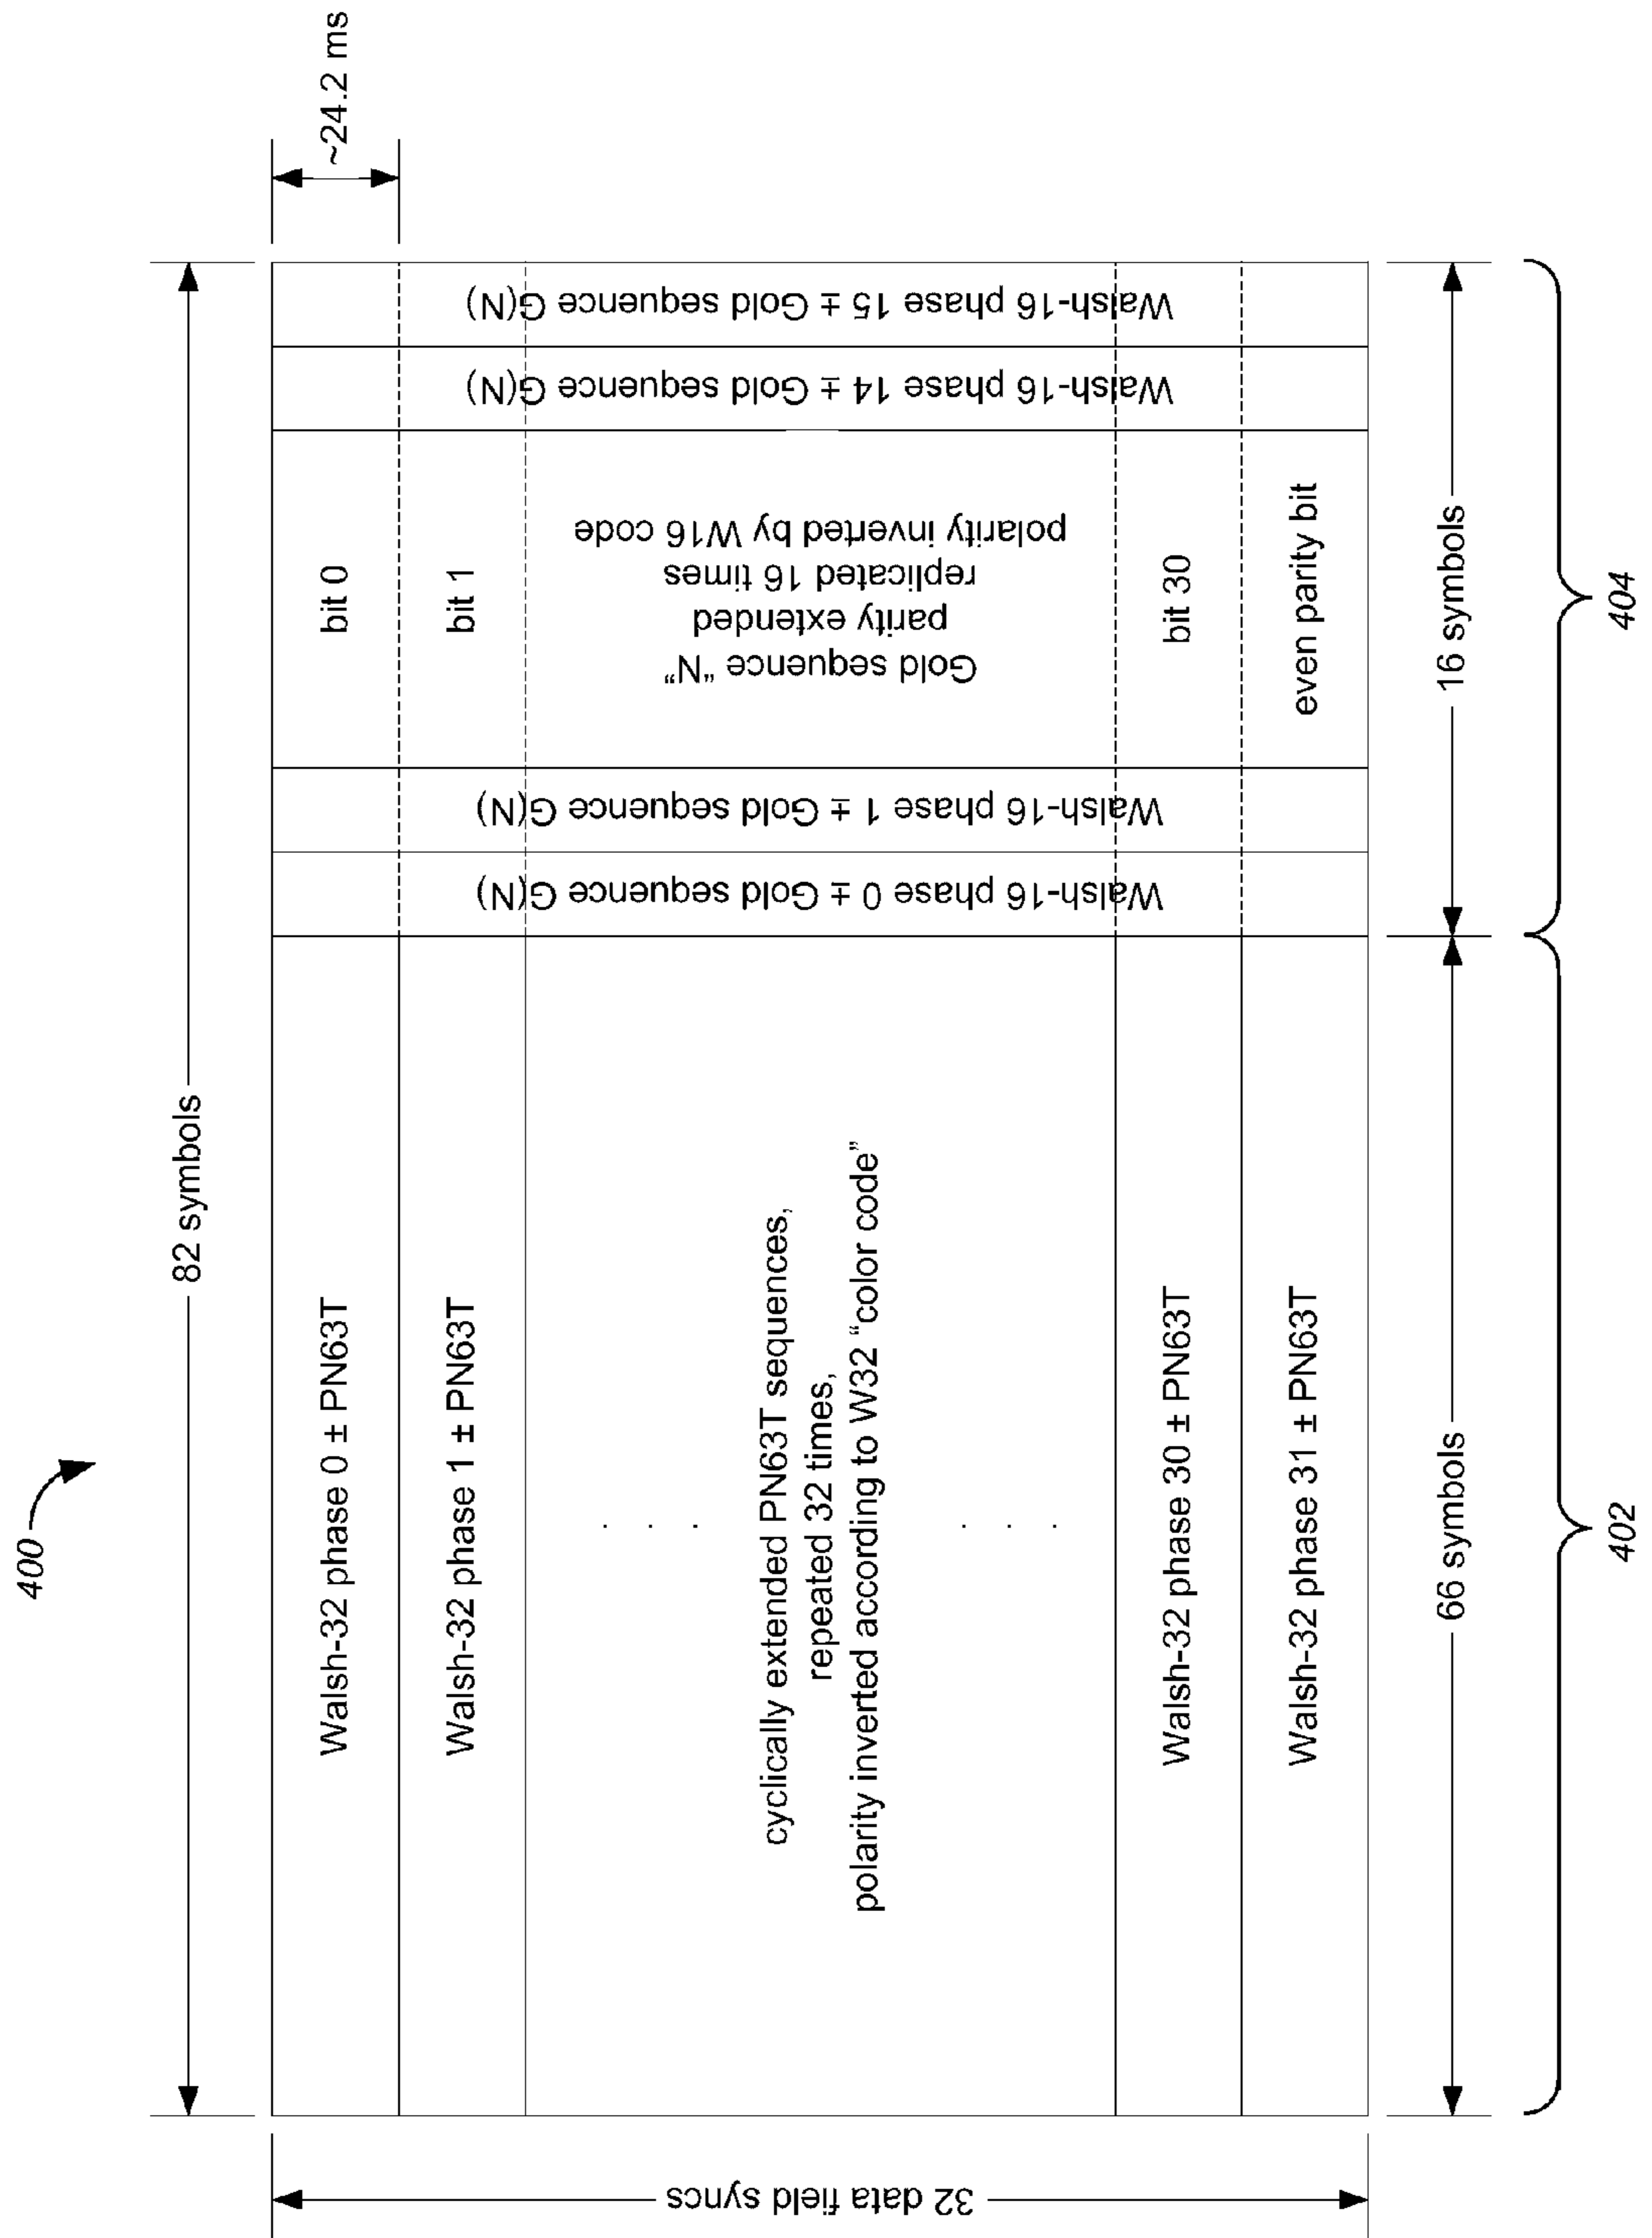 400
82 symbols
~24.2 ms
32 data field syncs
Walsh-32 phase 0 ± PN63T
Walsh-32 phase 1 ± PN63T
cyclically extended PN63T sequences,
repeated 32 times,
polarity inverted according to W32 “color code”
. . .
. . .
Walsh-32 phase 30 ± PN63T
Walsh-32 phase 31 ± PN63T
Walsh-16 phase 0 ± Gold sequence G(N)
Walsh-16 phase 1 ± Gold sequence G(N)
bit 0
bit 1
Gold sequence “N”
parity extended
replicated 16 times
polarity inverted by W16 code
bit 30
even parity bit
Walsh-16 phase 14 ± Gold sequence G(N)
Walsh-16 phase 15 ± Gold sequence G(N)
66 symbols
16 symbols
402
404